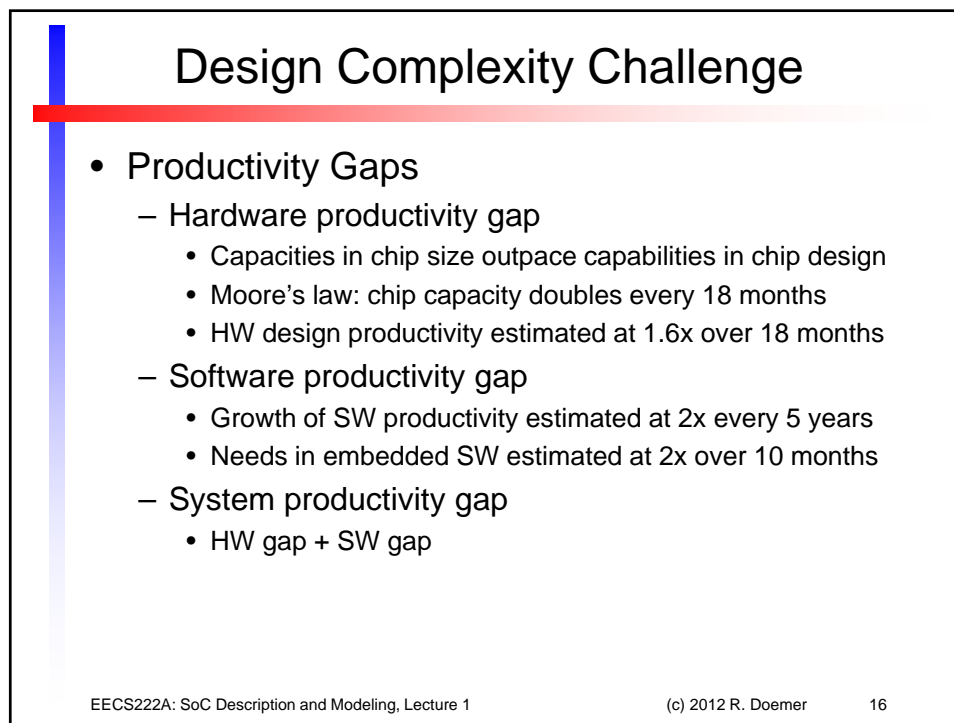 Design Complexity Challenge
• Productivity Gaps
– Hardware productivity gap
• Capacities in chip size outpace capabilities in chip design
• Moore's law: chip capacity doubles every 18 months
• HW design productivity estimated at 1.6x over 18 months
– Software productivity gap
• Growth of SW productivity estimated at 2x every 5 years
• Needs in embedded SW estimated at 2x over 10 months
– System productivity gap
• HW gap + SW gap
EECS222A: SoC Description and Modeling, Lecture 1 (c) 2012 R. Doemer 16